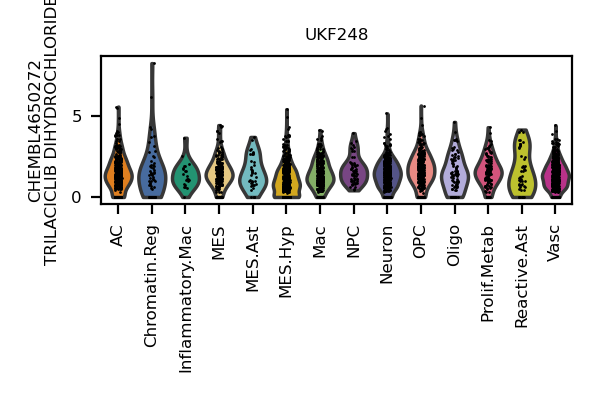 UKF248
CHEMBL4650272
TRILACICLIB DIHYDROCHLORIDE
5
0
AC
Chromatin.Reg
Inflammatory.Mac
MES
MES.Ast
MES.Hyp
Mac
NPC
Neuron
OPC
Oligo
Prolif.Metab
Reactive.Ast
Vasc